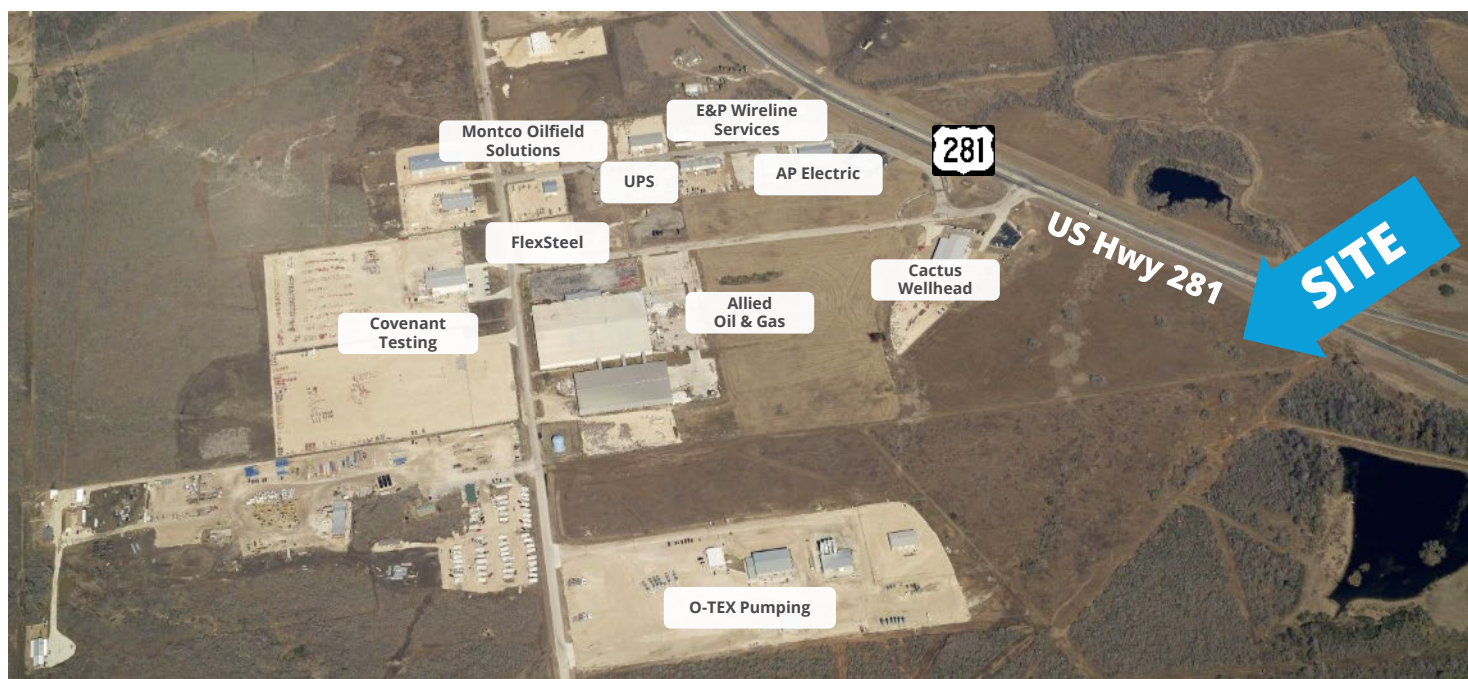 E&P Wireline
Services
Montco Oilfield
Solutions
281
UPS
AP Electric
US Hwy 281
SITE
FlexSteel
Cactus
Wellhead
Allied
Oil & Gas
Covenant
Testing
O-TEX Pumping